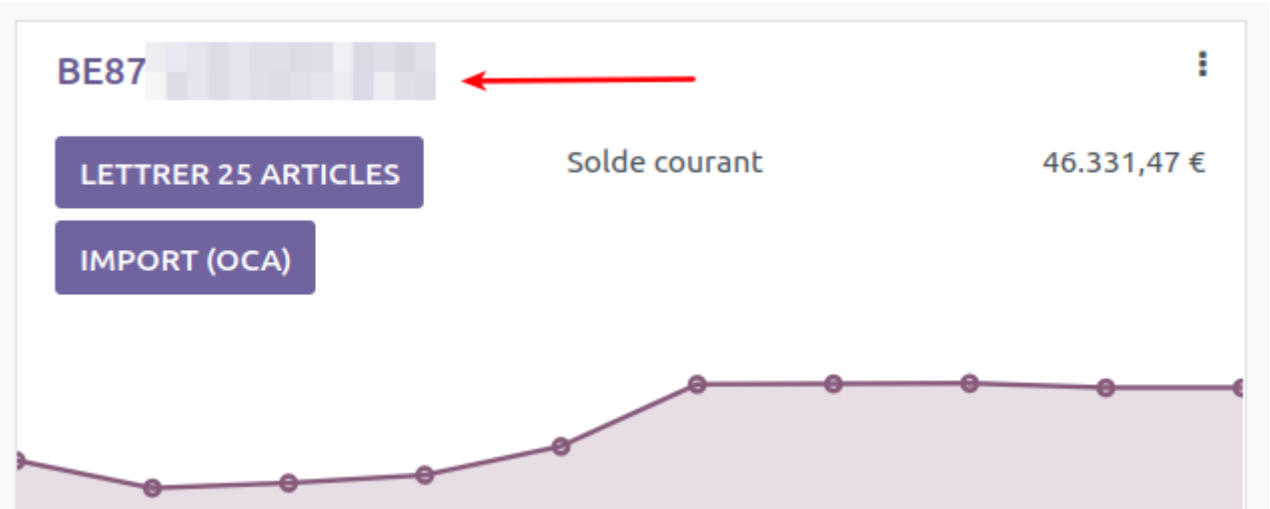 BE87
LETTRER 25 ARTICLES
Solde courant 46.331,47 €
IMPORT (OCA)